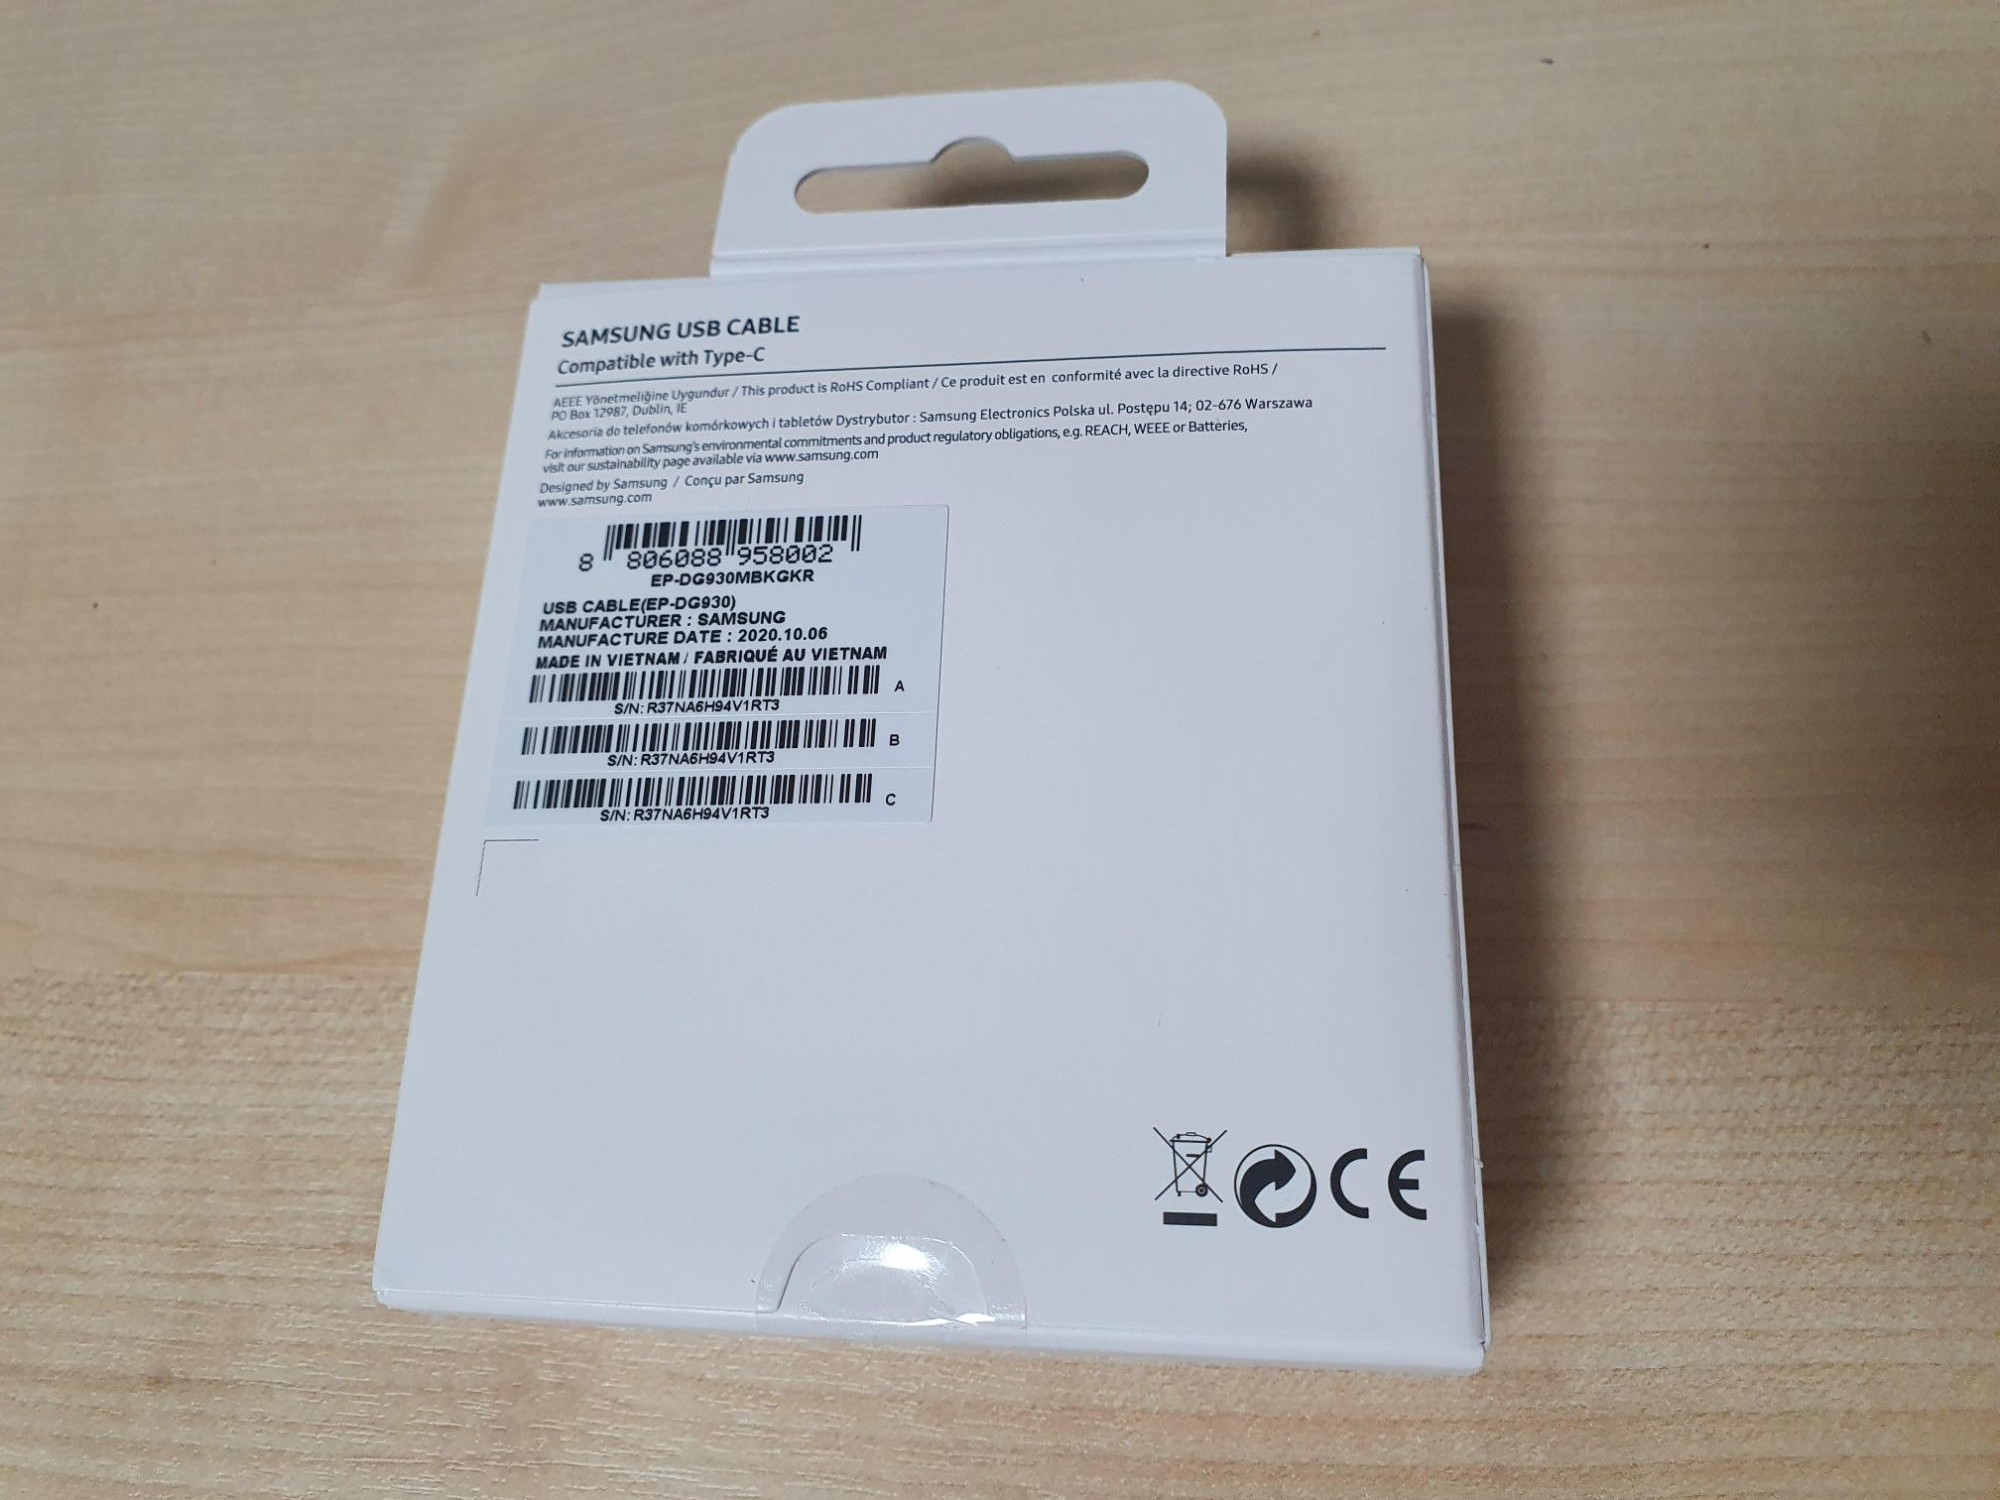 SAMSUNG USB CABLE
Compatible with Type-C
AEEE Yönetmeliğine Uygundur / This product is RoHS Compliant / Ce produit est en conformité avec la directive RoHS /
PO Box 12987, Dublin, IE
Akcesoria do telefonów komórkowych i tabletów Dystrybutor : Samsung Electronics Polska ul. Postępu 14; 02-676 Warszawa
For information on Samsung's environmental commitments and product regulatory obligations, e.g. REACH, WEEE or Batteries,
visit our sustainability page available via www.samsung.com
Designed by Samsung / Conçu par Samsung
www.samsung.com
8 806088 958002
EP-DG930MBKGKR
USB CABLE(EP-DG930)
MANUFACTURER : SAMSUNG
MANUFACTURE DATE : 2020.10.06
MADE IN VIETNAM / FABRIQUÉ AU VIETNAM
A
S/N: R37NA6H94V1RT3
B
S/N: R37NA6H94V1RT3
C
S/N: R37NA6H94V1RT3
CE